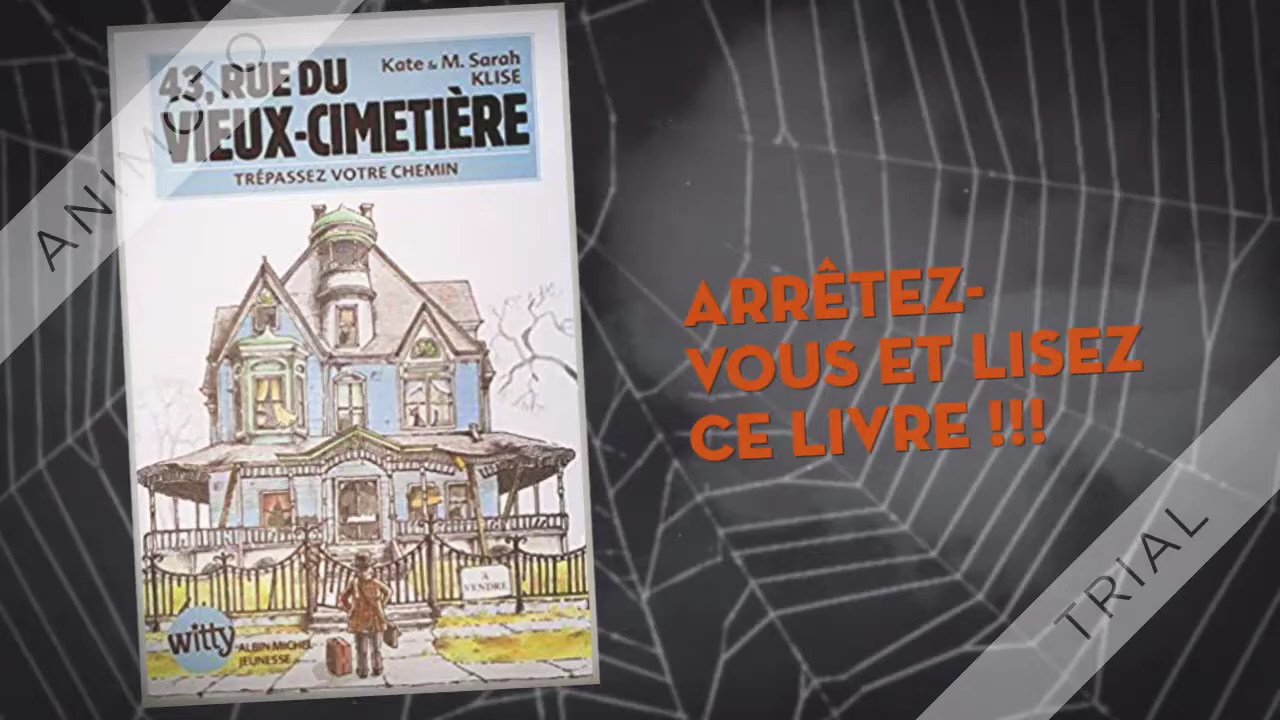 43, RUE DU
Kate & M. Sarah
KLISE
VIEUX-CIMETIÈRE
TRÉPASSEZ VOTRE CHEMIN
À
VENDRE
witty
ALBIN MICHEL
JEUNESSE
ARRÊTEZ-
VOUS ET LISEZ
CE LIVRE !!!
ANIMOTO
TRIAL